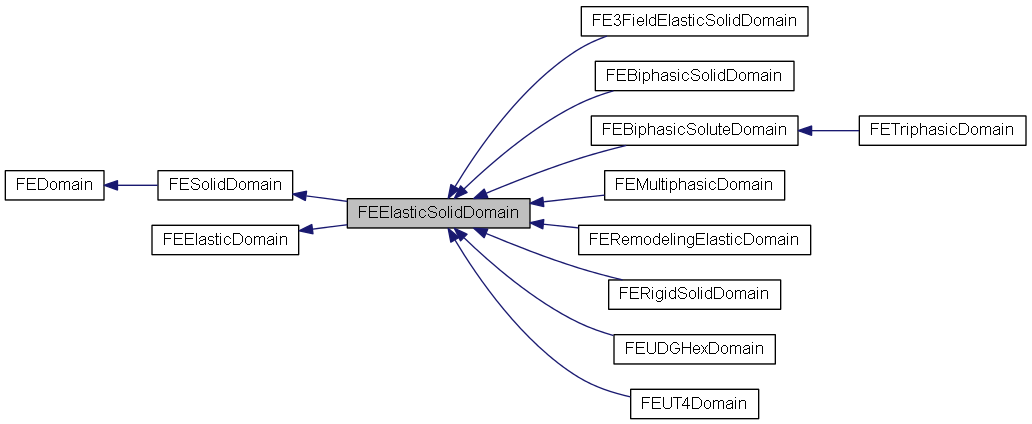 FE3FieldElasticSolidDomain
FEBiphasicSolidDomain
FEBiphasicSoluteDomain
FETriphasicDomain
FEDomain
FESolidDomain
FEMultiphasicDomain
FEElasticSolidDomain
FEElasticDomain
FERemodelingElasticDomain
FERigidSolidDomain
FEUDGHexDomain
FEUT4Domain